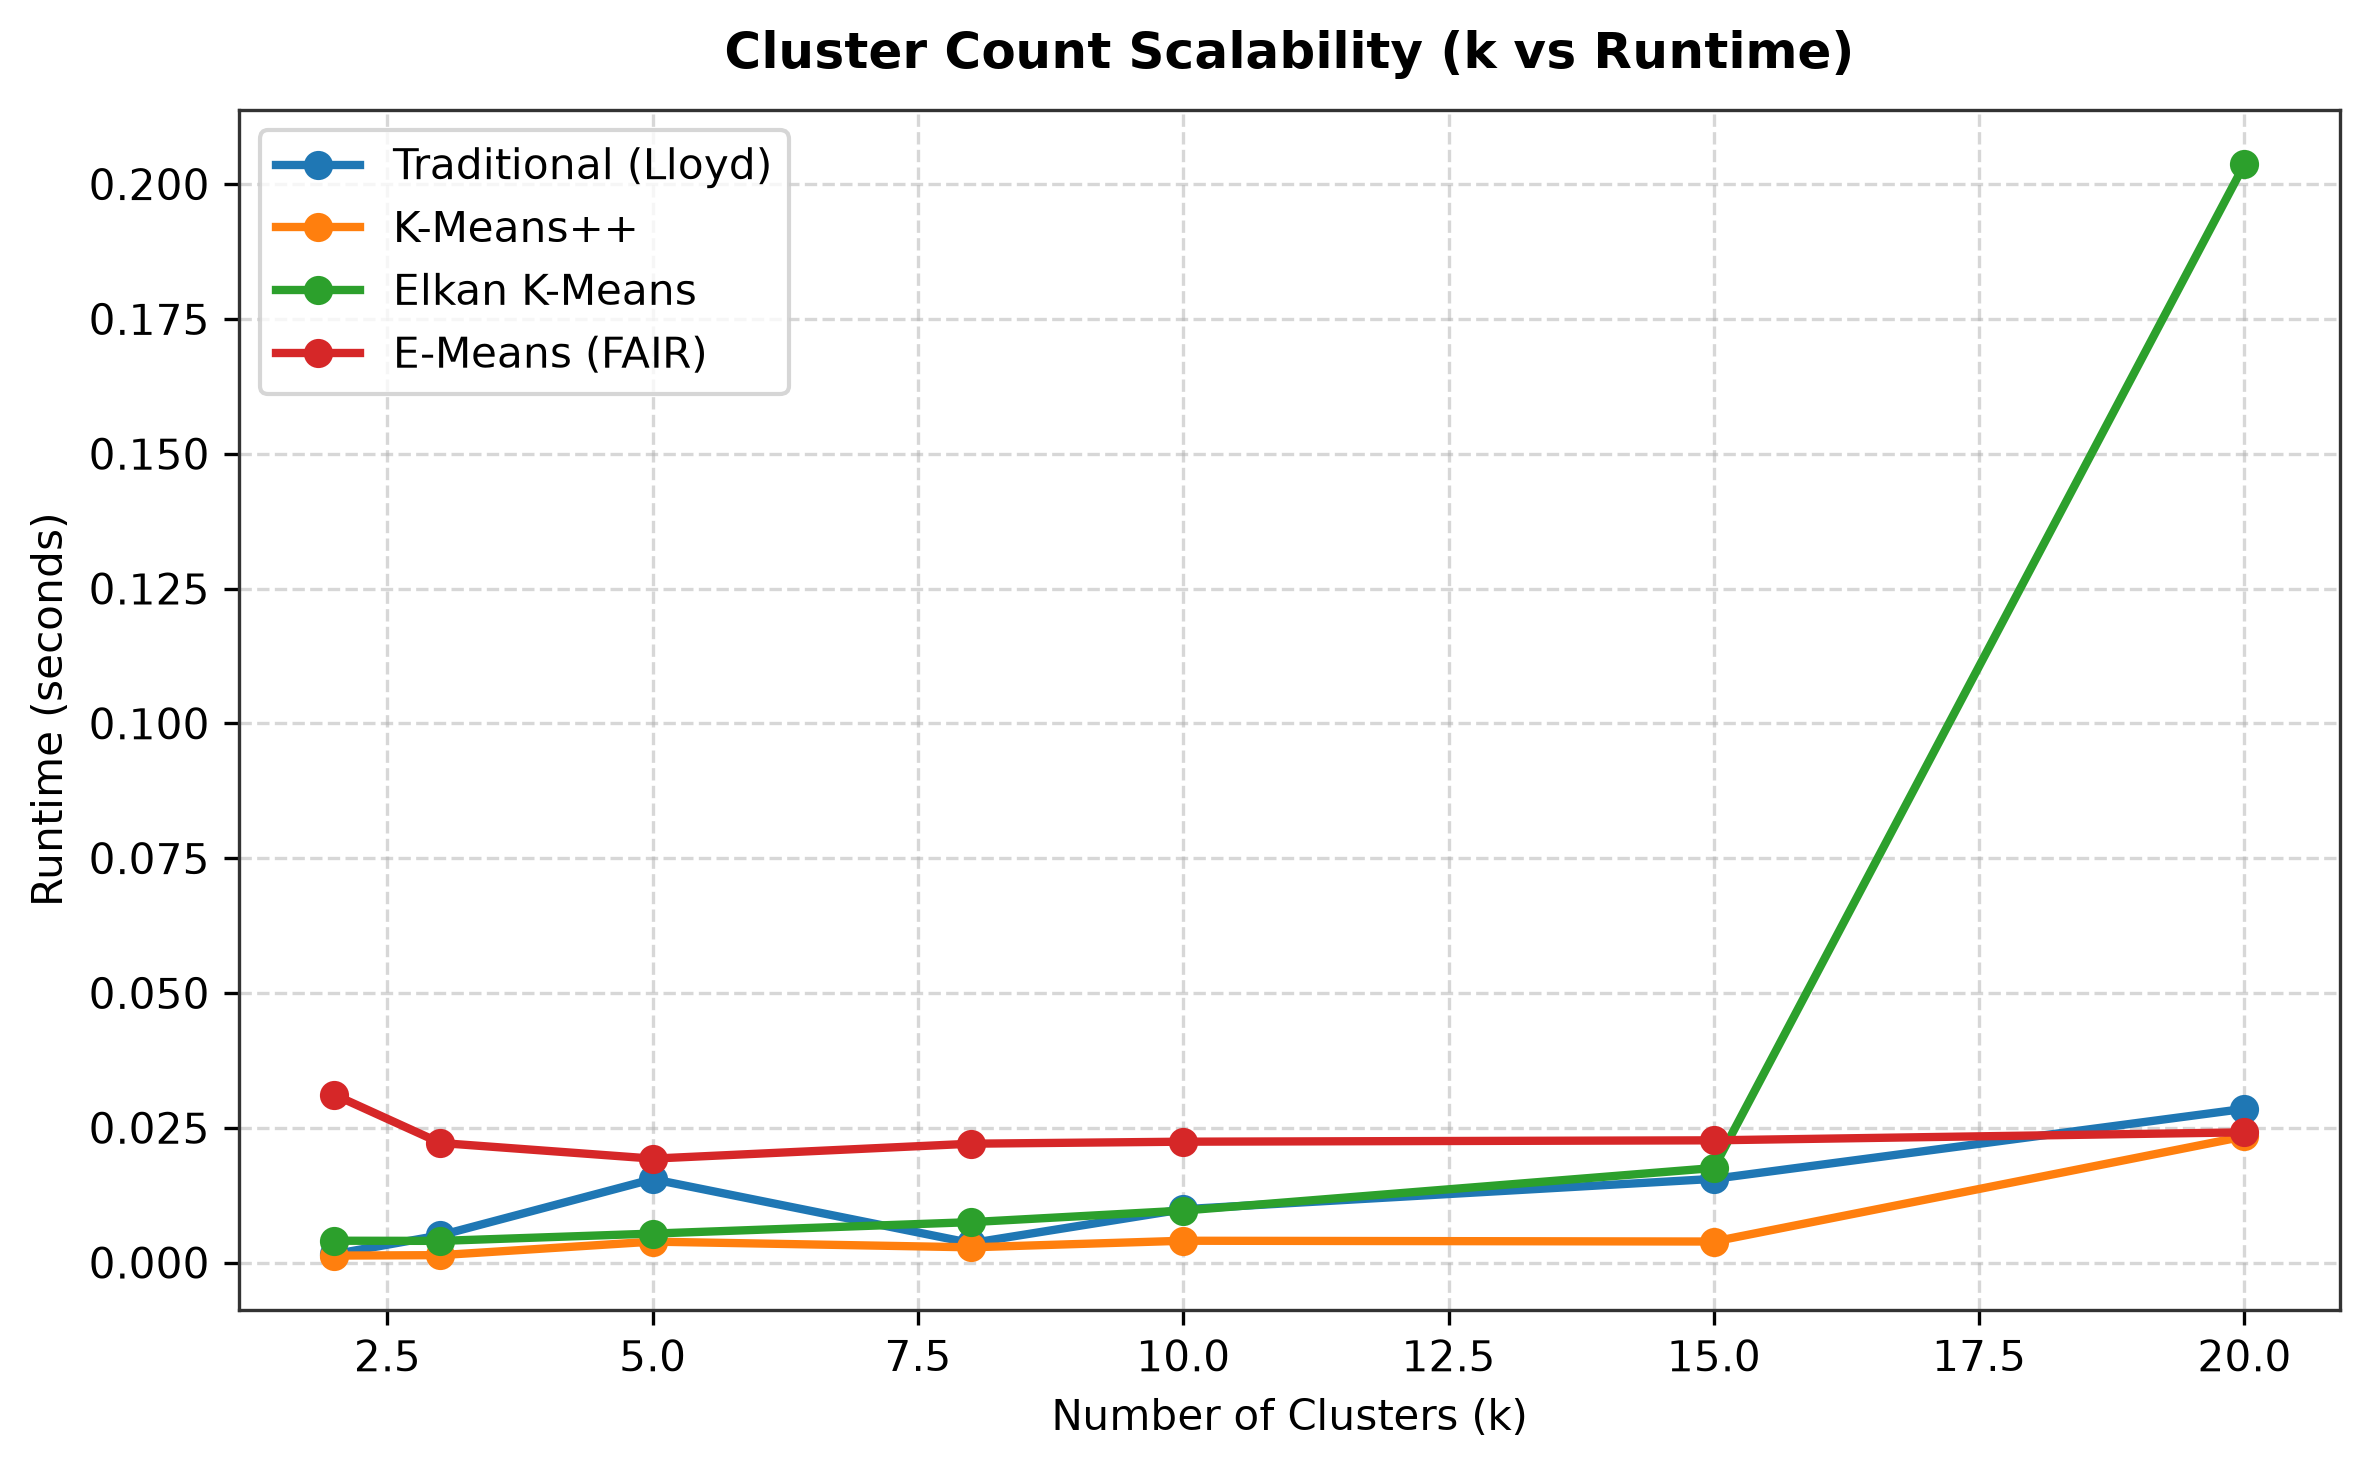 Cluster Count Scalability (k vs Runtime)
Traditional (Lloyd)
K-Means++
Elkan K-Means
E-Means (FAIR)
0.200
0.175
0.150
0.125
0.100
0.075
0.050
0.025
0.000
Runtime (seconds)
2.5 5.0 7.5 10.0 12.5 15.0 17.5 20.0
Number of Clusters (k)